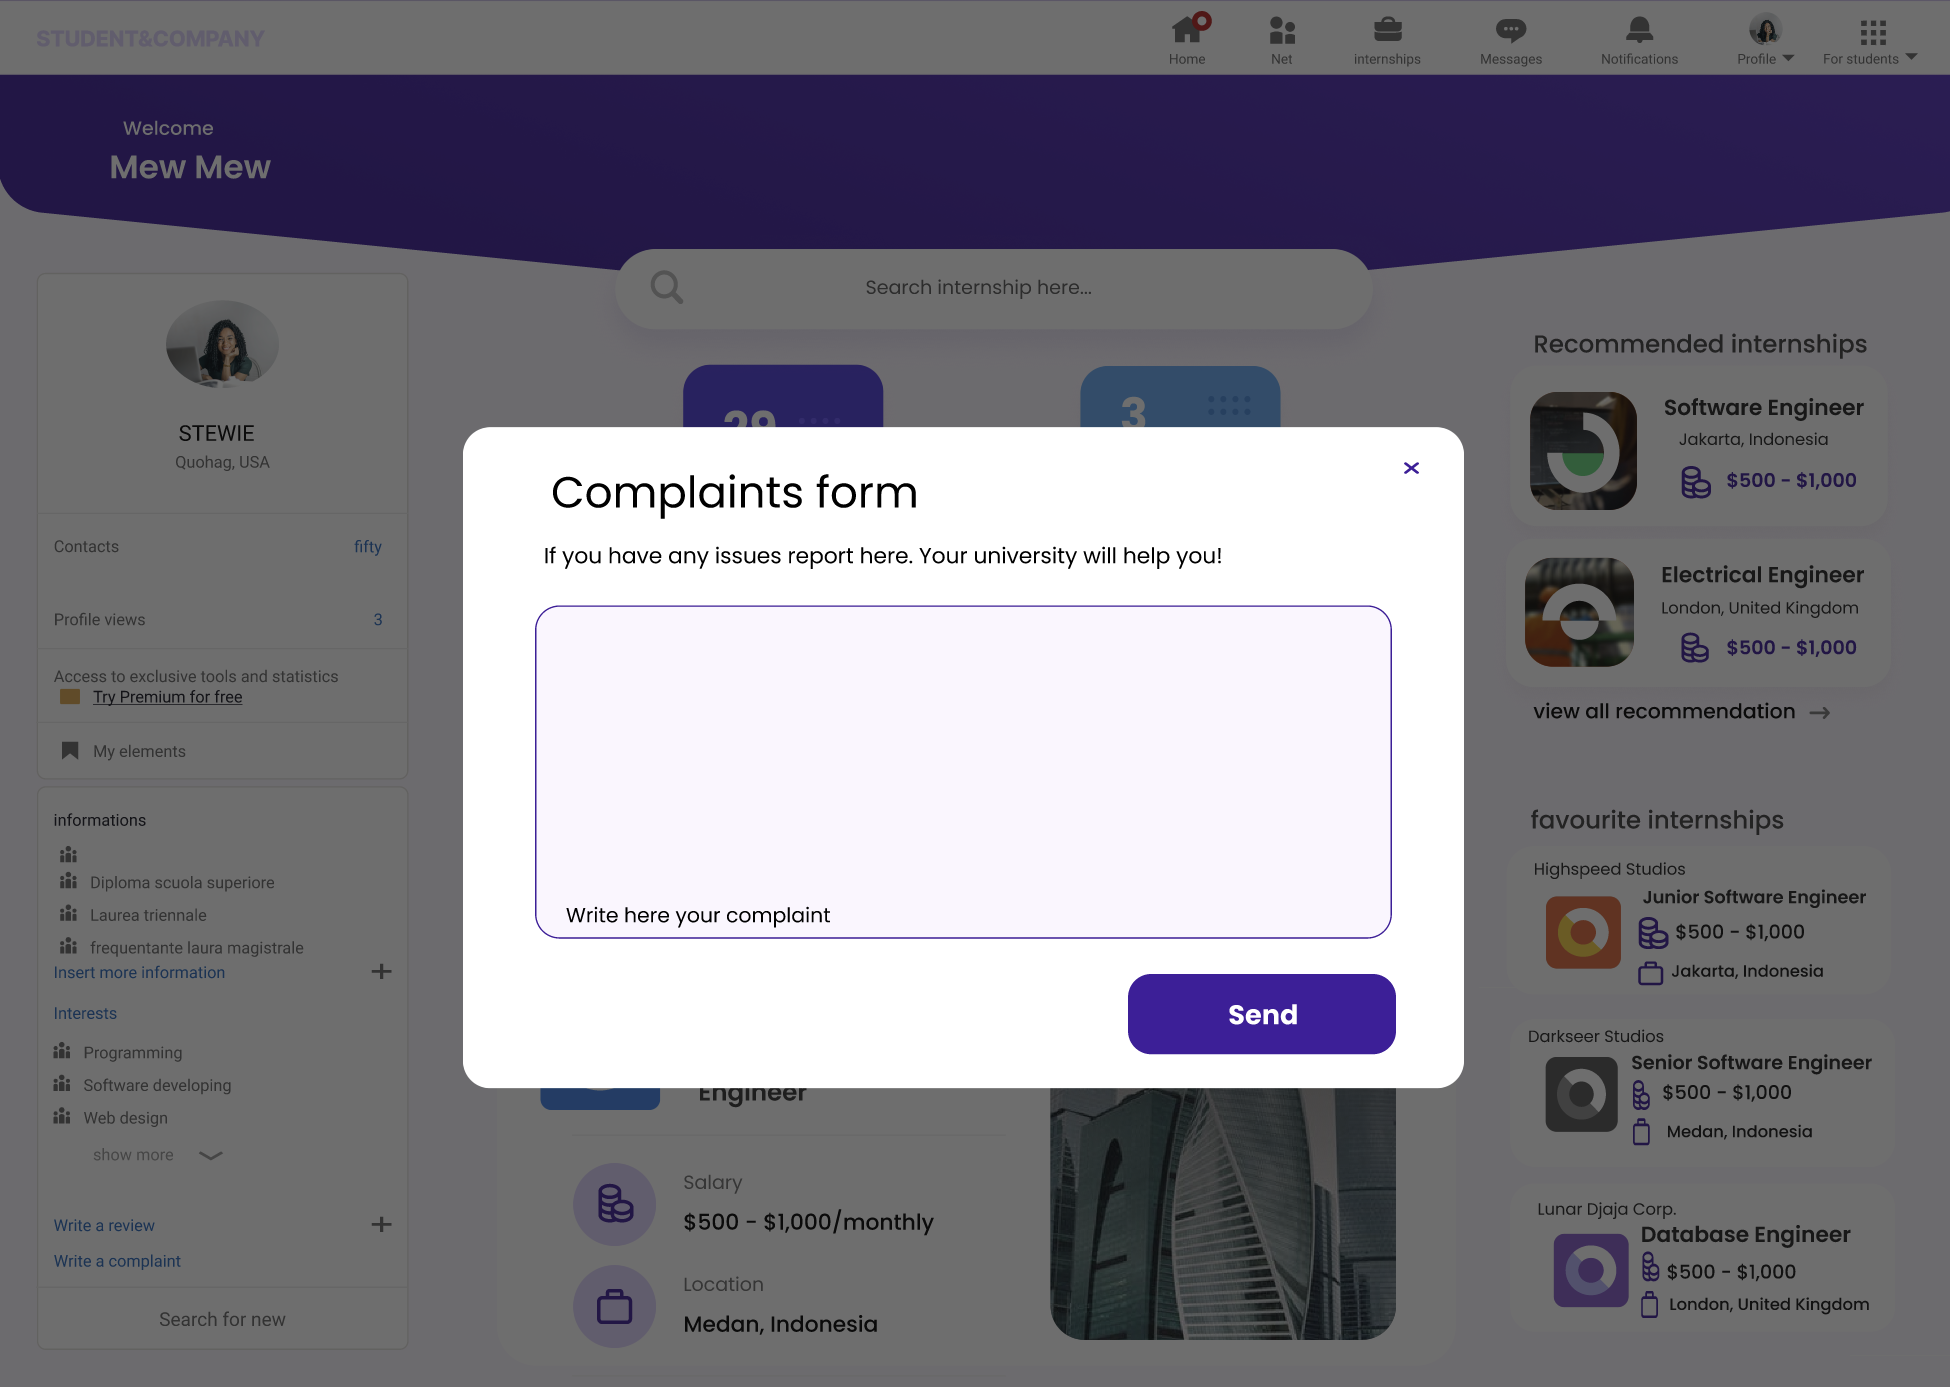 STUDENT&COMPANY
Home
Net
internships
Messages
Notifications
Profile
For students
Welcome
Mew Mew
Search internship here...
STEWIE
Quohag, USA
Contacts
fifty
Profile views
3
Access to exclusive tools and statistics
Try Premium for free
My elements
informations
Diploma scuola superiore
Laurea triennale
frequentante laura magistrale
Insert more information
Interests
Programming
Software developing
Web design
show more
Write a review
Write a complaint
Search for new
29
3
Complaints form
If you have any issues report here. Your university will help you!
Write here your complaint
Send
Engineer
Salary
$500 - $1,000/monthly
Location
Medan, Indonesia
Recommended internships
Software Engineer
Jakarta, Indonesia
$500 - $1,000
Electrical Engineer
London, United Kingdom
$500 - $1,000
view all recommendation
favourite internships
Highspeed Studios
Junior Software Engineer
$500 - $1,000
Jakarta, Indonesia
Darkseer Studios
Senior Software Engineer
$500 - $1,000
Medan, Indonesia
Lunar Djaja Corp.
Database Engineer
$500 - $1,000
London, United Kingdom